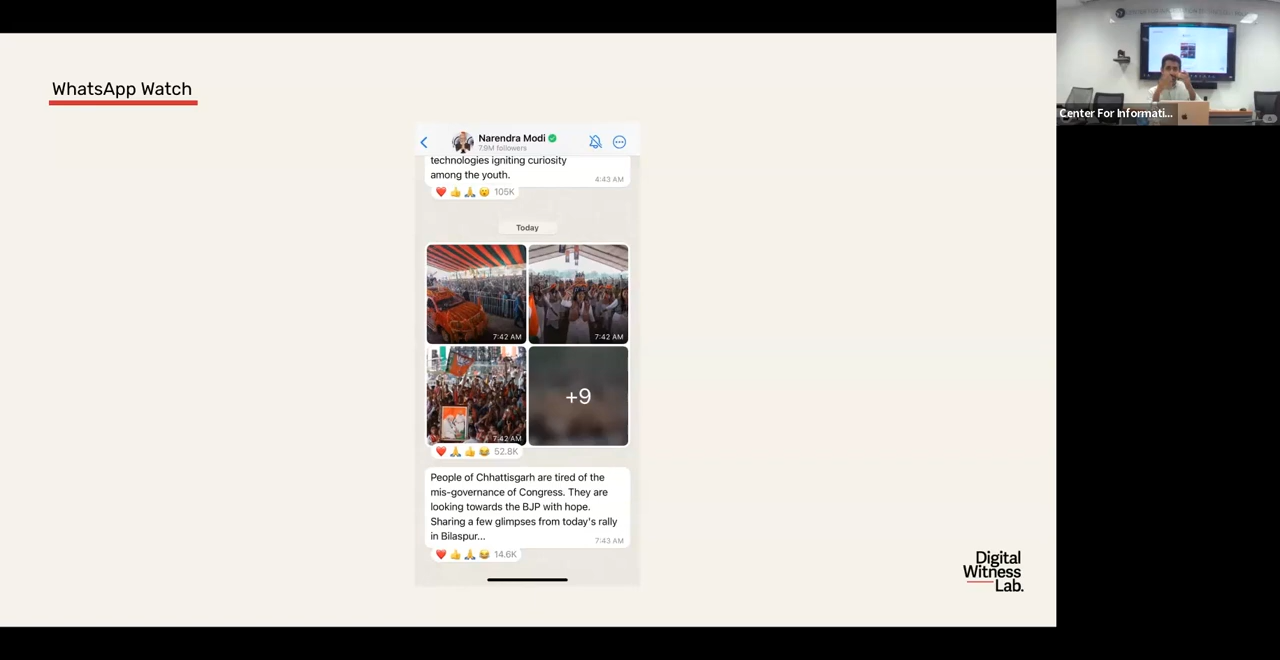 WhatsApp Watch
Narendra Modi
7.9M followers
technologies igniting curiosity
among the youth.
4:43 AM
105K
Today
7:42 AM
7:42 AM
7:42 AM
+9
52.8K
People of Chhattisgarh are tired of the
mis-governance of Congress. They are
looking towards the BJP with hope.
Sharing a few glimpses from today's rally
in Bilaspur...
7:43 AM
14.6K
Digital
Witness
Lab.
Center For Informati...